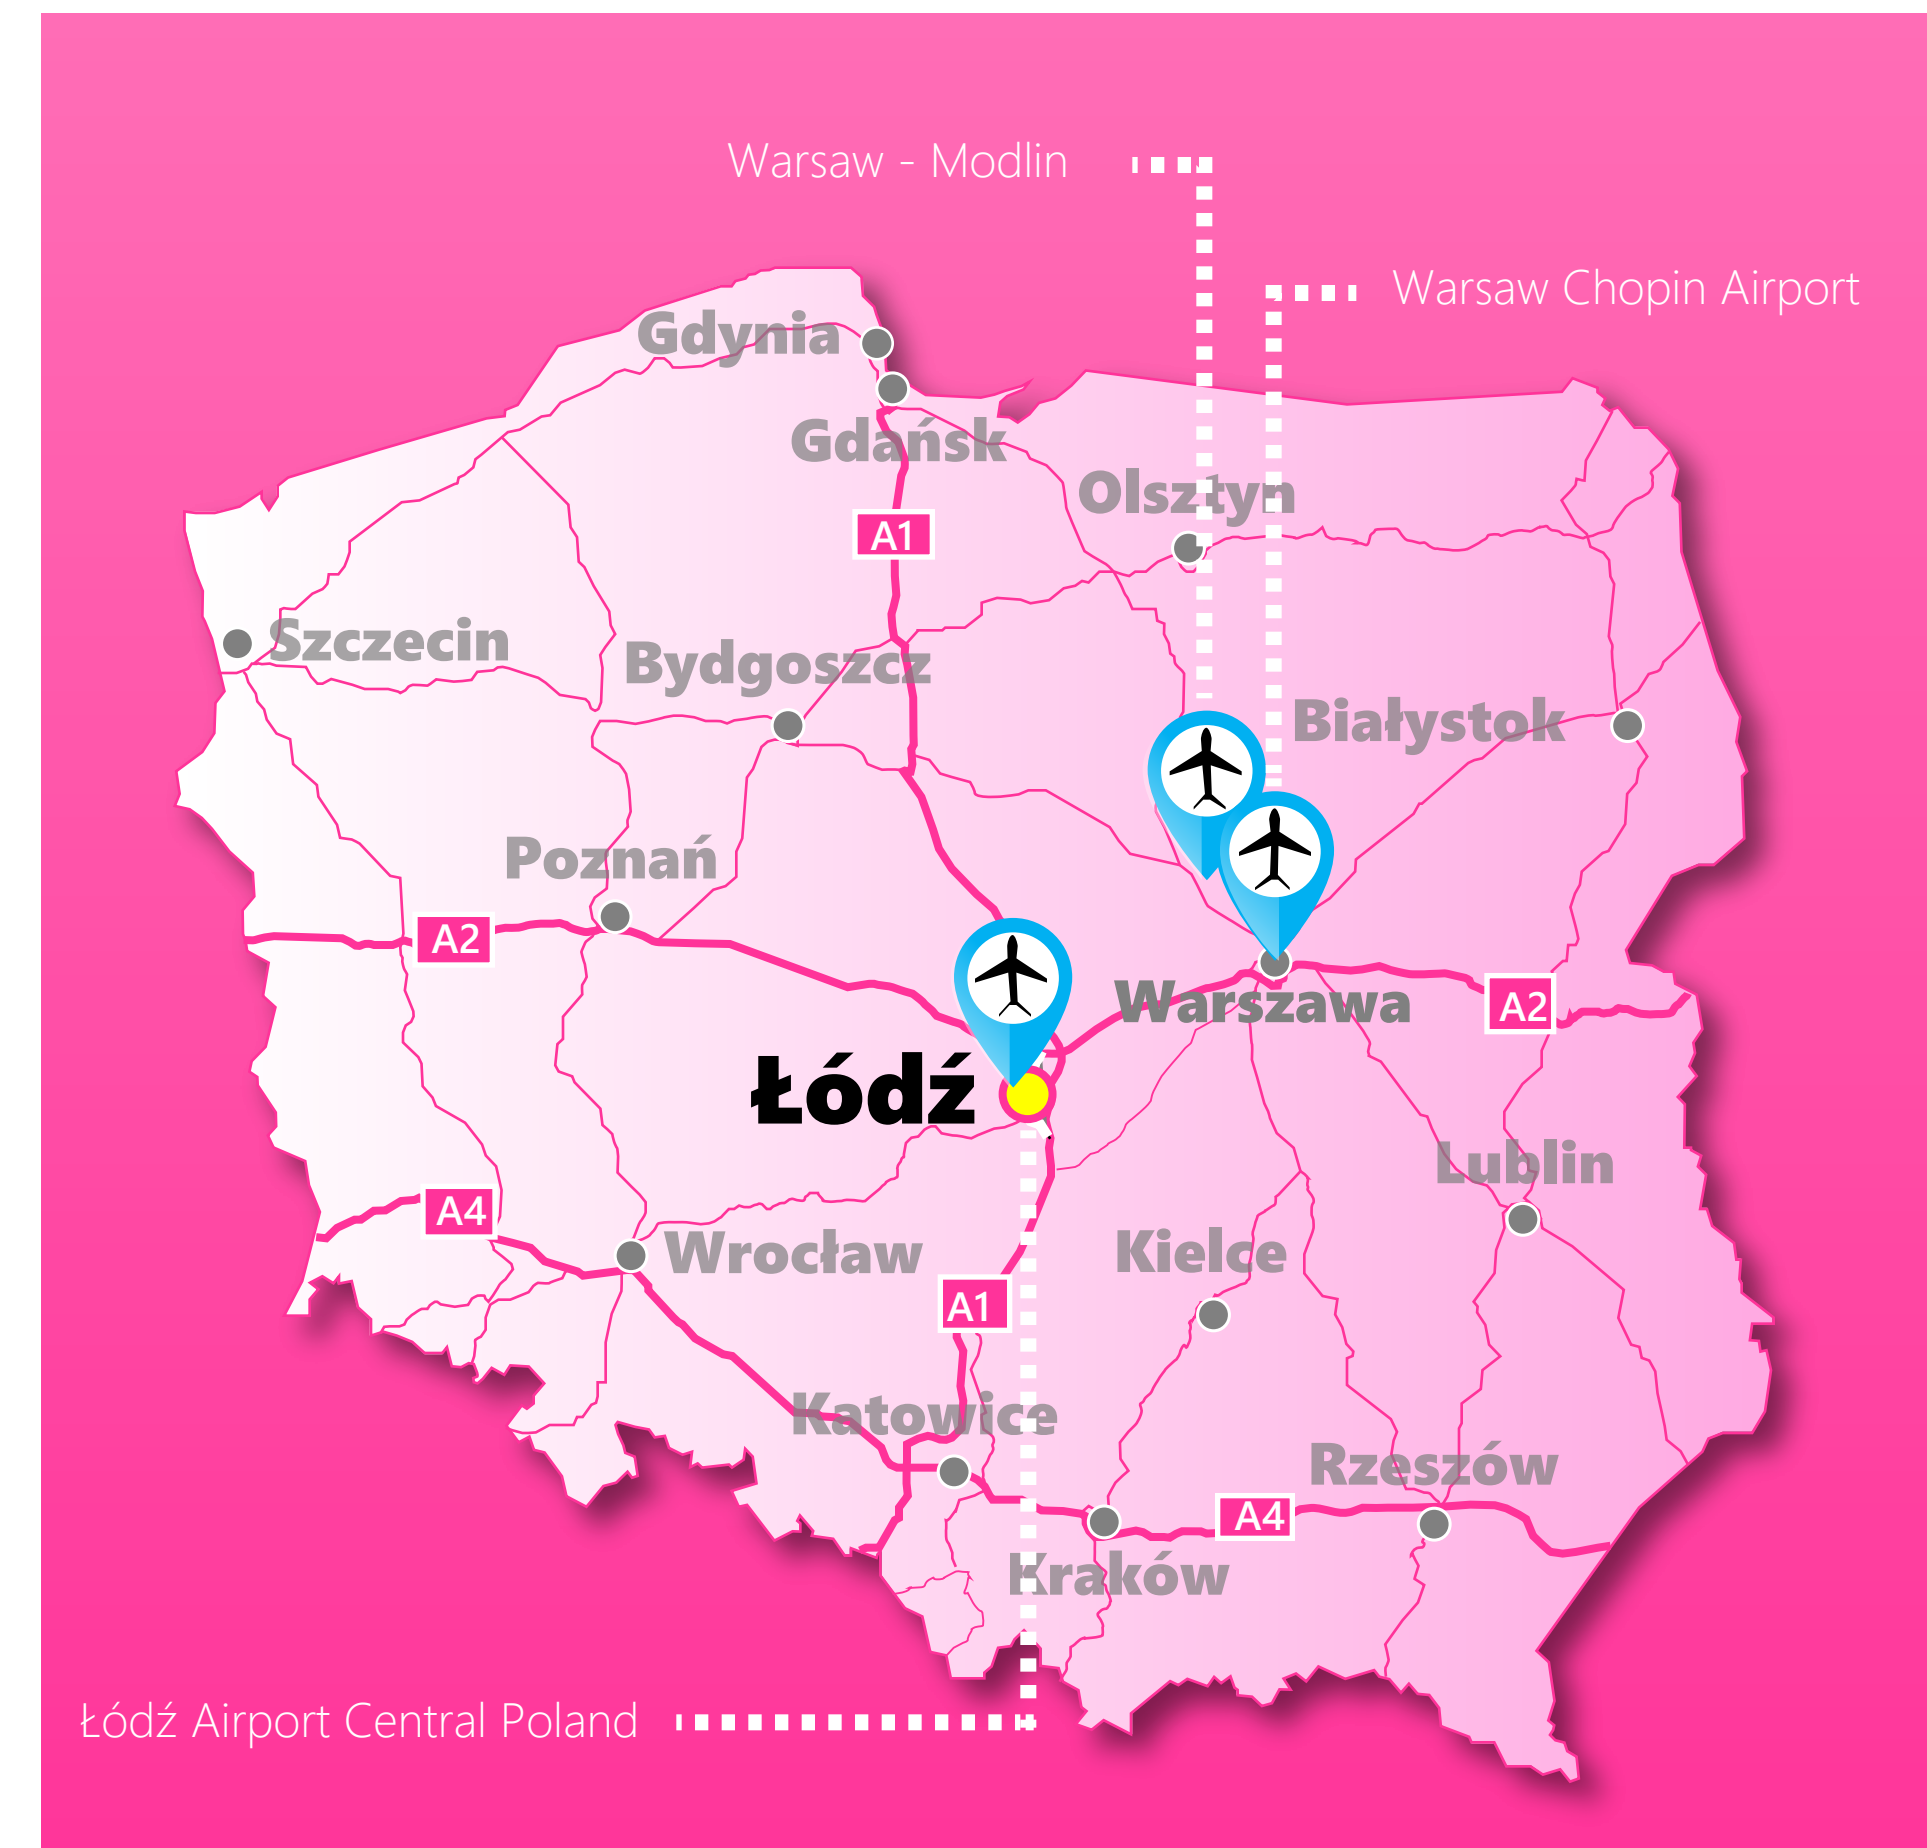 Warsaw - Modlin
Warsaw Chopin Airport
Gdynia
Gdańsk
Olsztyn
A1
Szczecin
Bydgoszcz
Białystok
Poznań
A2
Warszawa
A2
Łódź
Lublin
A4
Wrocław
Kielce
A1
Katowice
Rzeszów
A4
Kraków
Łódź Airport Central Poland